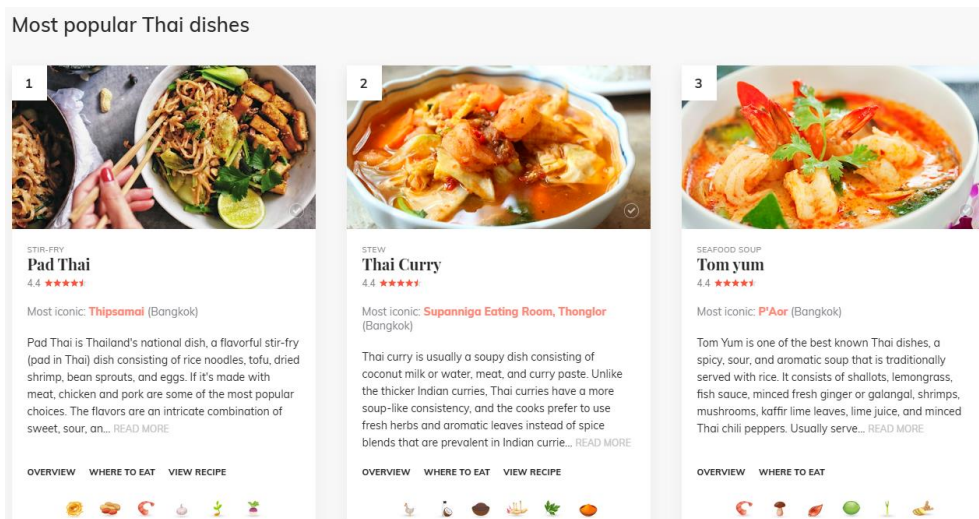 Most popular Thai dishes
1
STIR-FRY
Pad Thai
4.4
Most iconic: Thipsamai (Bangkok)
Pad Thai is Thailand's national dish, a flavorful stir-fry
(pad in Thai) dish consisting of rice noodles, tofu, dried
shrimp, bean sprouts, and eggs. If it's made with
meat, chicken and pork are some of the most popular
choices. The flavors are an intricate combination of
sweet, sour, an... READ MORE
OVERVIEW WHERE TO EAT VIEW RECIPE
2
STEW
Thai Curry
4.4
Most iconic: Supanniga Eating Room, Thonglor
(Bangkok)
Thai curry is usually a soupy dish consisting of
coconut milk or water, meat, and curry paste. Unlike
the thicker Indian curries, Thai curries have a more
soup-like consistency, and the cooks prefer to use
fresh herbs and aromatic leaves instead of spice
blends that are prevalent in Indian currie... READ MORE
OVERVIEW WHERE TO EAT VIEW RECIPE
3
SEAFOOD SOUP
Tom yum
4.4
Most iconic: P'Aor (Bangkok)
Tom Yum is one of the best known Thai dishes, a
spicy, sour, and aromatic soup that is traditionally
served with rice. It consists of shallots, lemongrass,
fish sauce, minced fresh ginger or galangal, shrimps,
mushrooms, kaffir lime leaves, lime juice, and minced
Thai chili peppers. Usually serve... READ MORE
OVERVIEW WHERE TO EAT